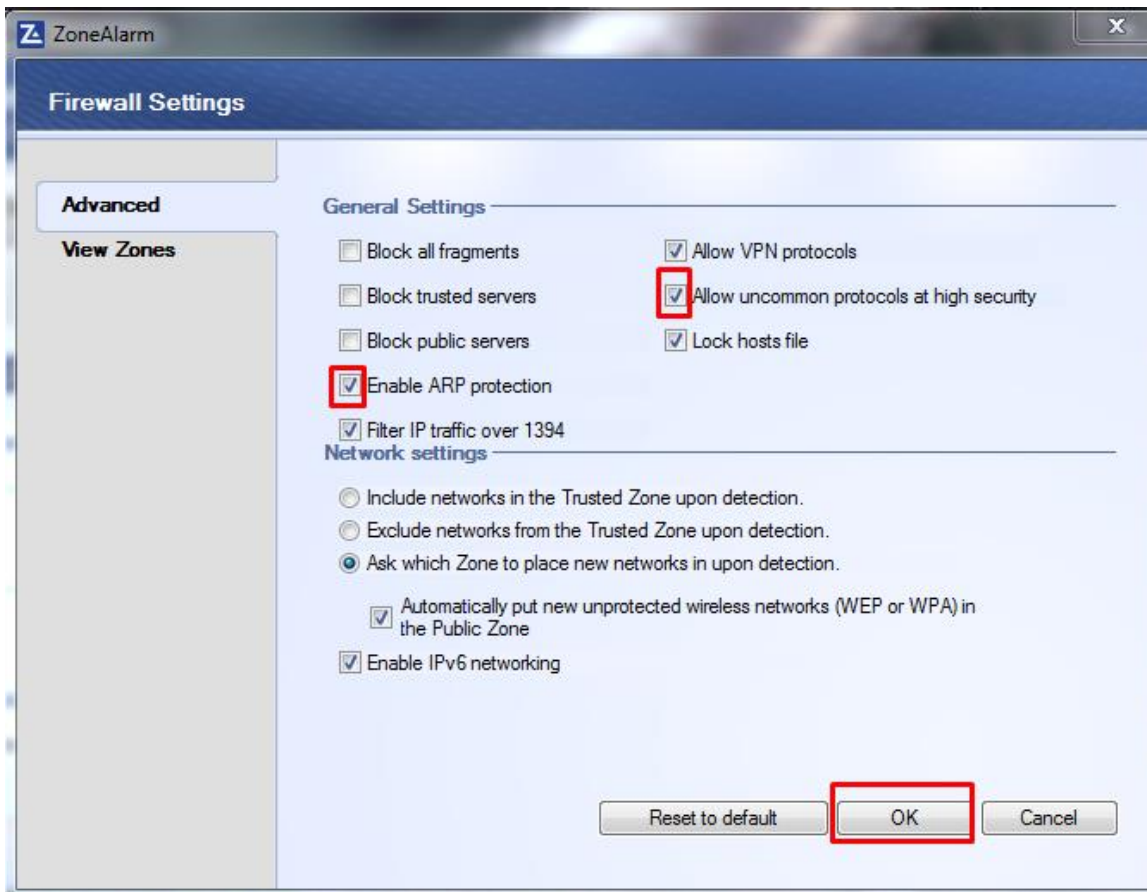 ZoneAlarm
X
Firewall Settings
Advanced
View Zones
General Settings
Block all fragments
Allow VPN protocols
Block trusted servers
Allow uncommon protocols at high security
Block public servers
Lock hosts file
Enable ARP protection
Filter IP traffic over 1394
Network settings
Include networks in the Trusted Zone upon detection.
Exclude networks from the Trusted Zone upon detection.
Ask which Zone to place new networks in upon detection.
Automatically put new unprotected wireless networks (WEP or WPA) in
the Public Zone
Enable IPv6 networking
Reset to default
OK
Cancel